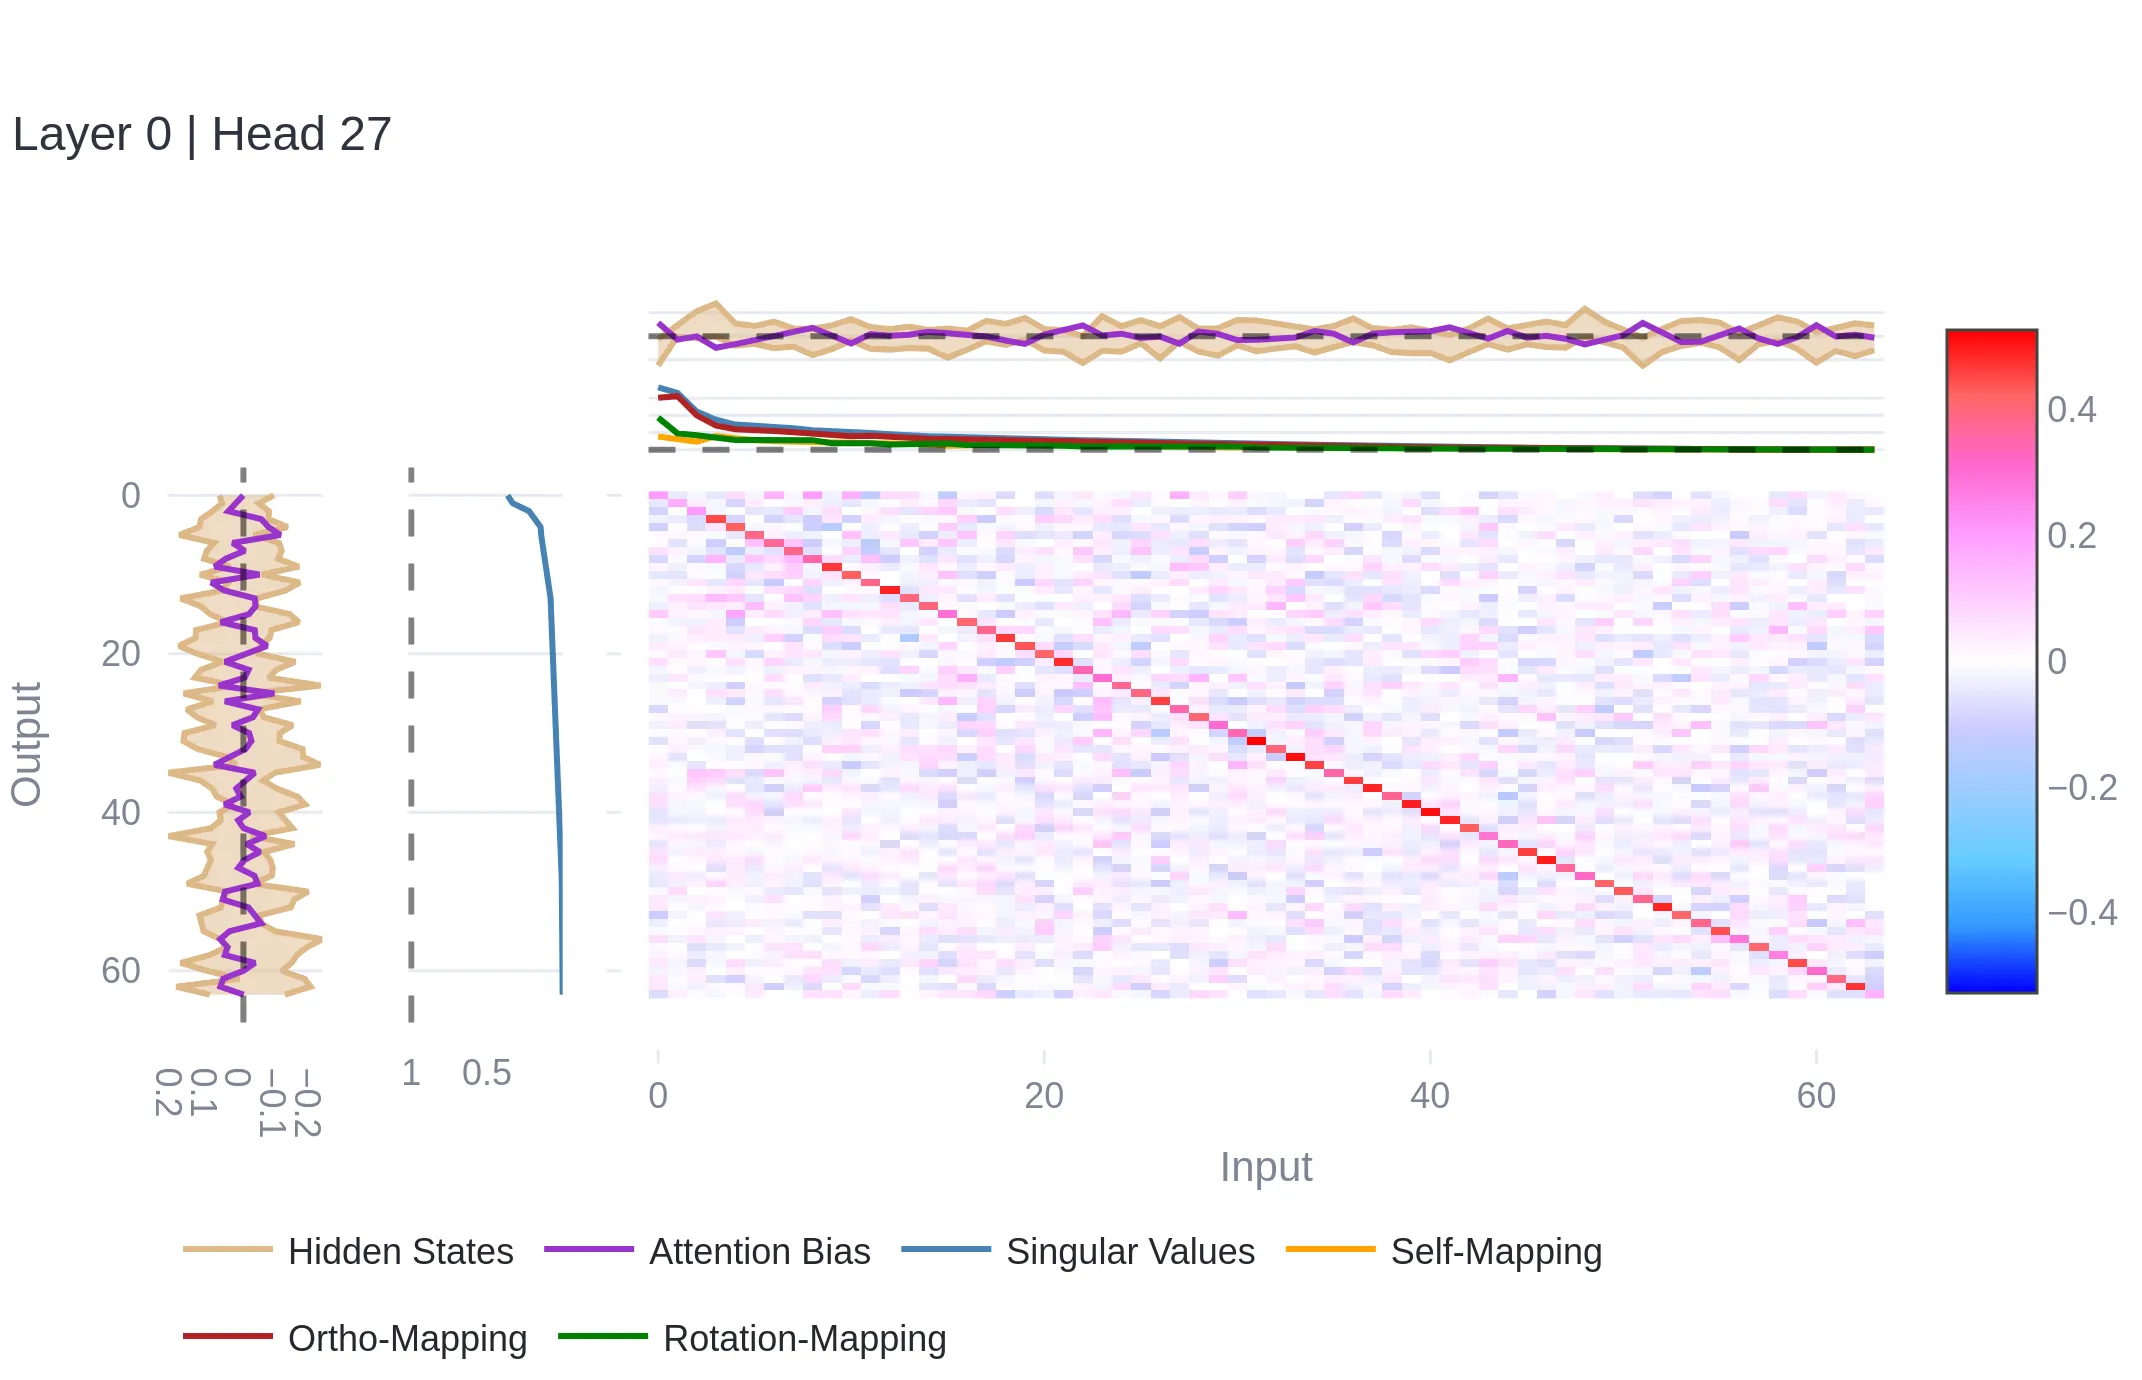 Layer 0 | Head 27
0
20
40
60
Output
0.2
0.1
0
−0.1
−0.2
1
0.5
0
20
40
60
Input
0.4
0.2
0
−0.2
−0.4
Hidden States
Attention Bias
Singular Values
Self-Mapping
Ortho-Mapping
Rotation-Mapping